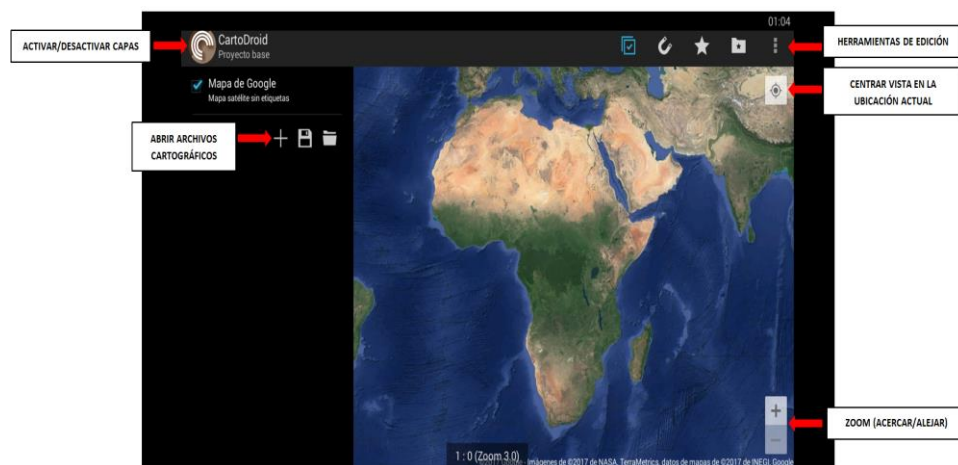 01:04
ACTIVAR/DESACTIVAR CAPAS
CartoDroid
Proyecto base
HERRAMIENTAS DE EDICIÓN
Mapa de Google
Mapa satélite sin etiquetas
CENTRAR VISTA EN LA
UBICACIÓN ACTUAL
ABRIR ARCHIVOS
CARTOGRÁFICOS
ZOOM (ACERCAR/ALEJAR)
1 : 0 (Zoom 3.0)
©2017 Google - Imágenes de ©2017 de NASA, TerraMetrics, datos de mapas de ©2017 de INEGI, Google